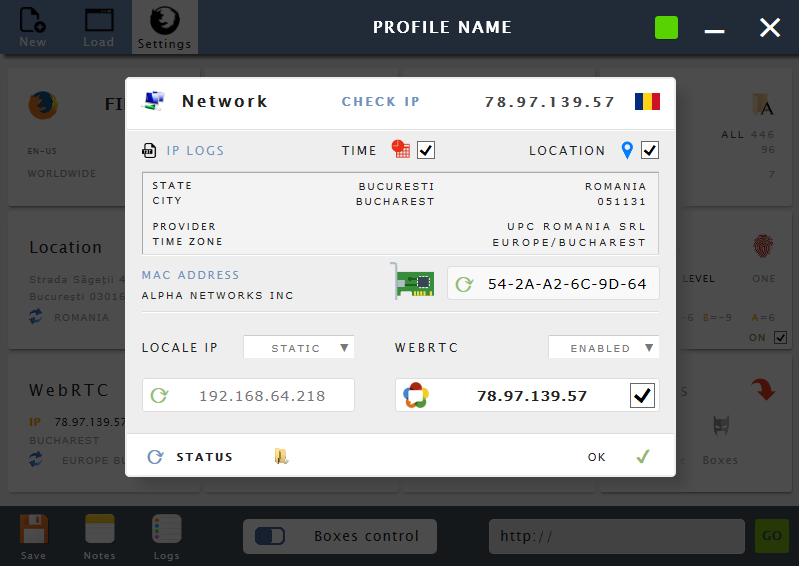 PROFILE NAME
New
Load
Settings
Network
CHECK IP
78.97.139.57
FI
A
EN-US
ALL 446
96
WORLDWIDE
7
IP LOGS
TIME
LOCATION
STATE BUCURESTI ROMANIA
CITY BUCHAREST 051131
PROVIDER UPC ROMANIA SRL
TIME ZONE EUROPE/BUCHAREST
Location
Strada Săgeții 4
București 03016
ROMANIA
LEVEL ONE
-6 B=-9 A=6
ON
MAC ADDRESS
ALPHA NETWORKS INC
54-2A-A2-6C-9D-64
LOCALE IP
STATIC
WEBRTC
ENABLED
192.168.64.218
78.97.139.57
WebRTC
IP 78.97.139.57
BUCHAREST
EUROPE BU
S
Boxes
STATUS
OK
Save
Notes
Logs
Boxes control
http://
GO